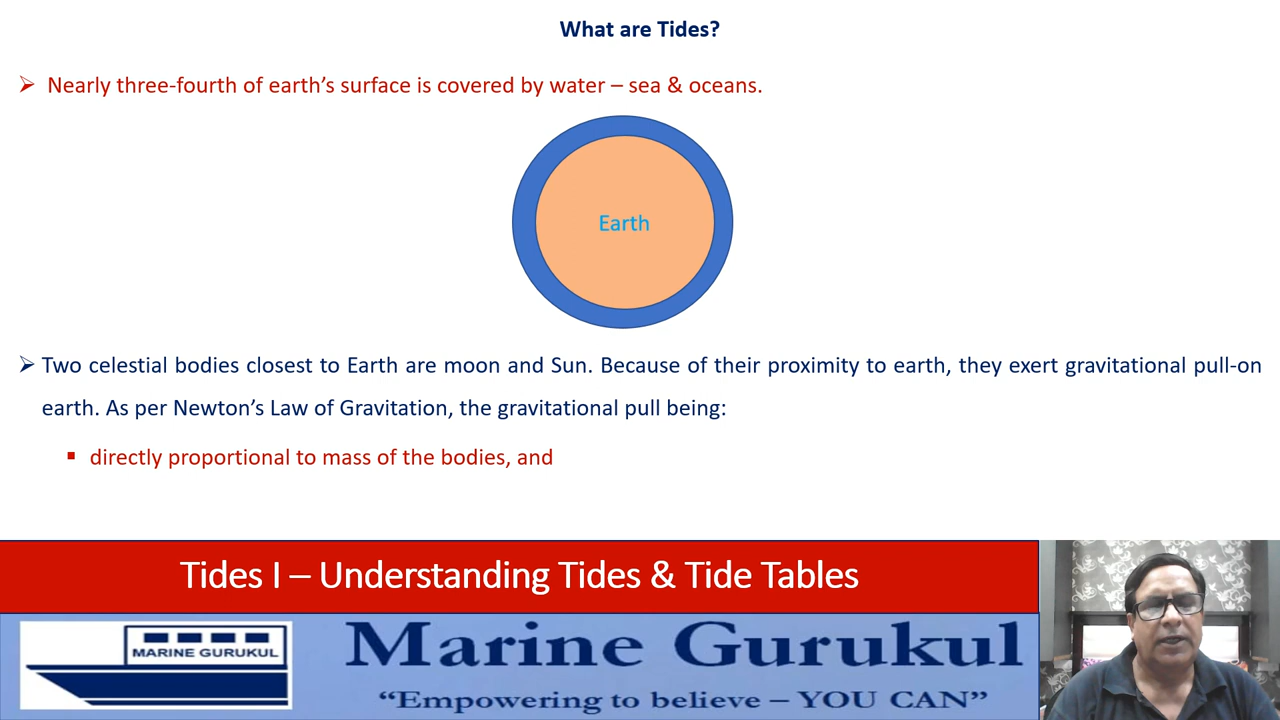 What are Tides?
➢ Nearly three-fourth of earth’s surface is covered by water – sea & oceans.
Earth
➢ Two celestial bodies closest to Earth are moon and Sun. Because of their proximity to earth, they exert gravitational pull-on
earth. As per Newton’s Law of Gravitation, the gravitational pull being:
▪ directly proportional to mass of the bodies, and
Tides I – Understanding Tides & Tide Tables
MARINE GURUKUL
Marine Gurukul
“Empowering to believe – YOU CAN”